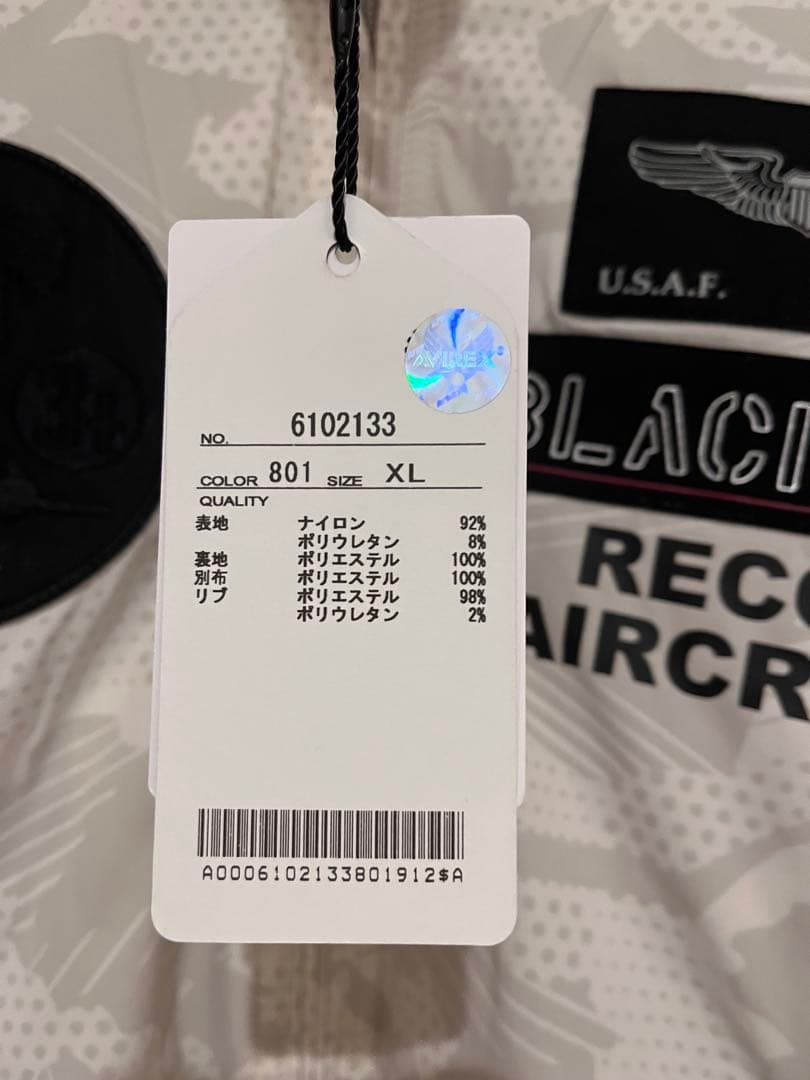 U.S.A.F.
AVIREX
NO. 6102133
COLOR 801 SIZE XL
QUALITY
表地 ナイロン 92%
ポリウレタン 8%
裏地 ポリエステル 100%
別布 ポリエステル 100%
リブ ポリエステル 98%
ポリウレタン 2%
A0006102133801912$A
BLAC
RECO
AIRCR